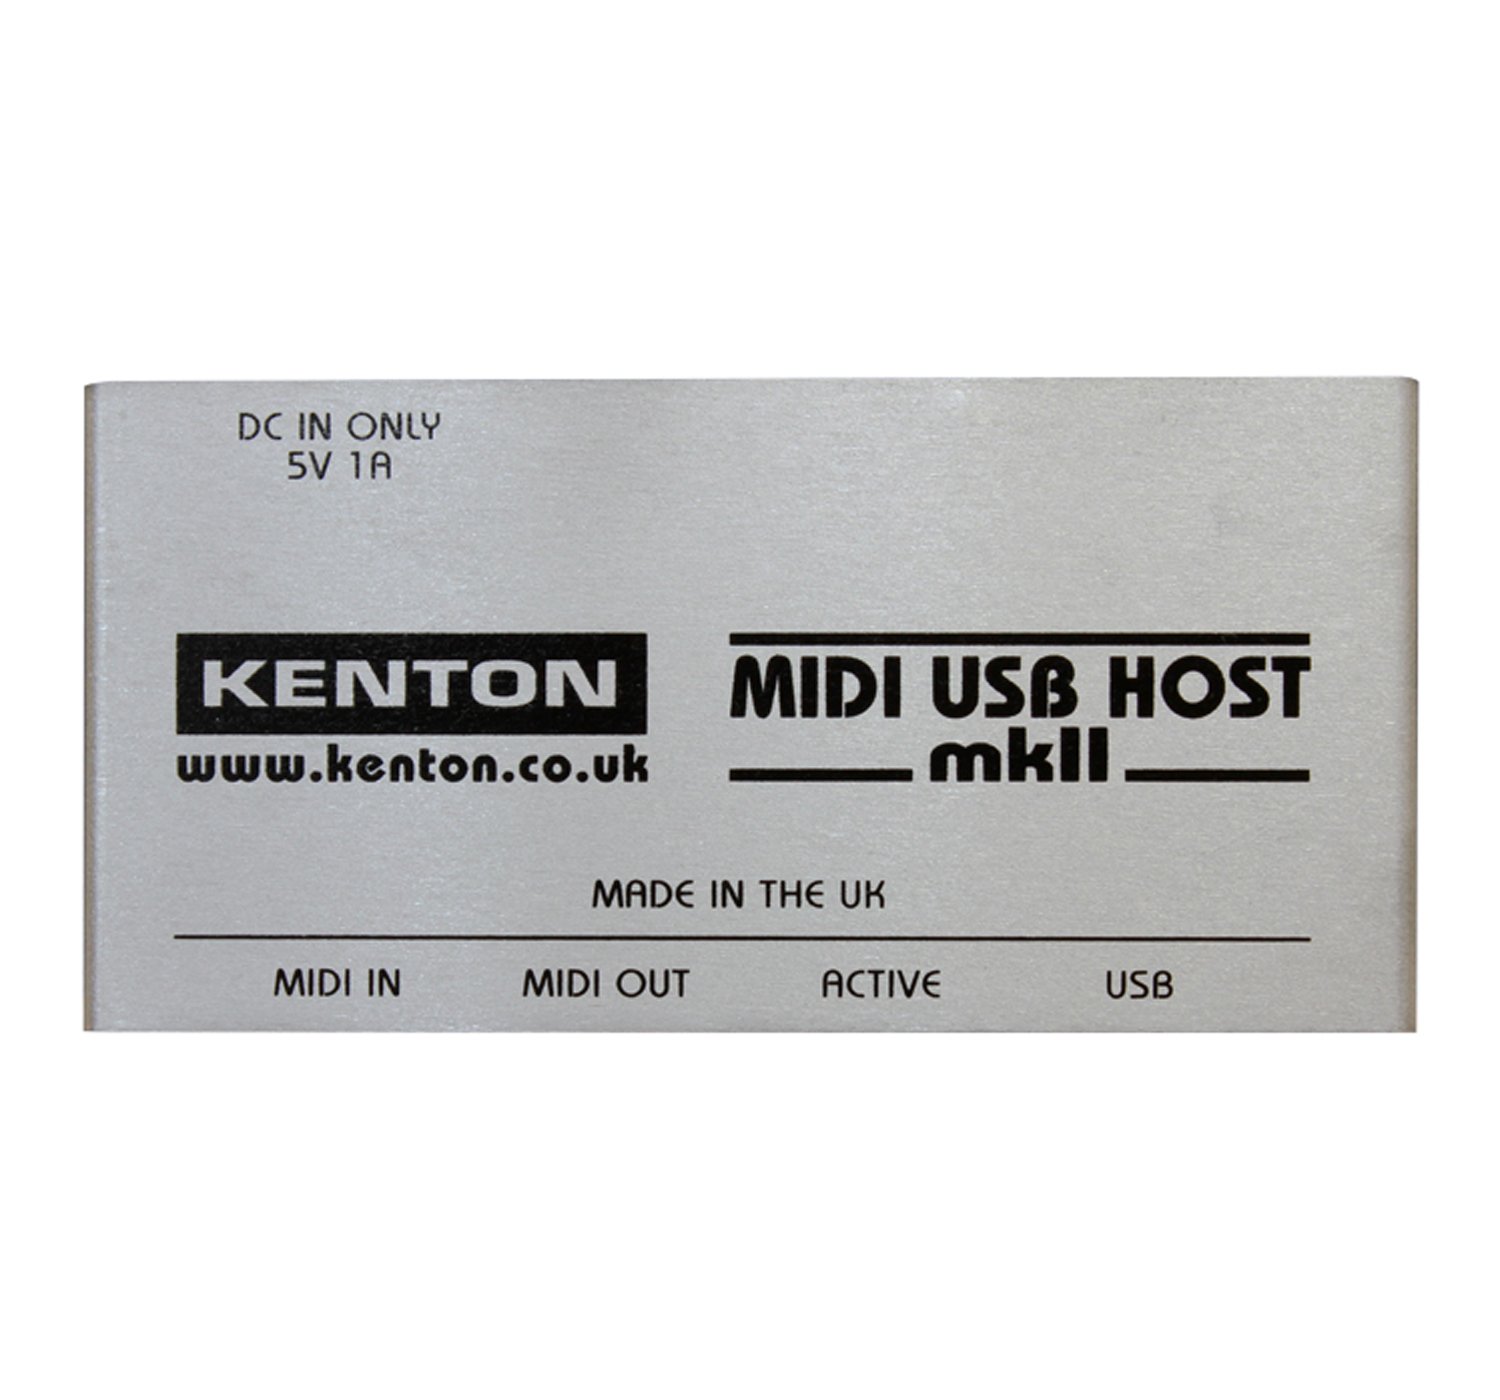 DC IN ONLY
5V 1A
KENTON
www.kenton.co.uk
MIDI USB HOST
mkII
MADE IN THE UK
MIDI IN
MIDI OUT
ACTIVE
USB